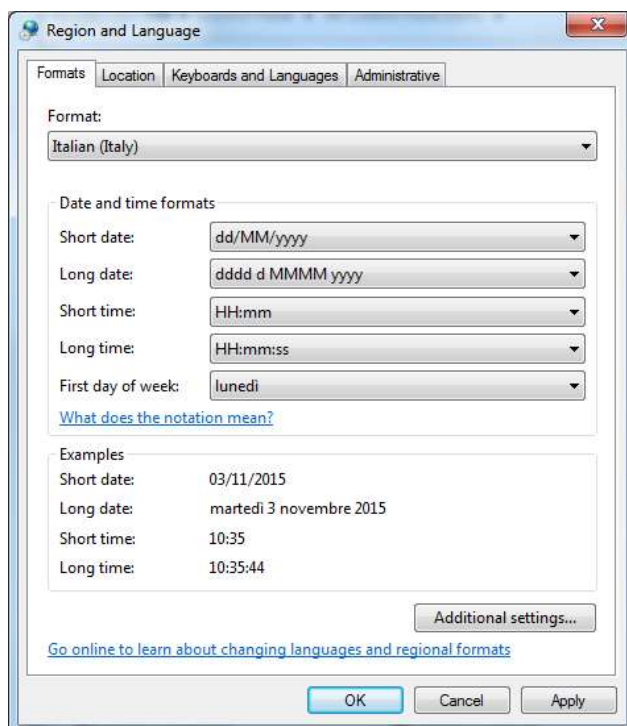 Region and Language
Formats Location Keyboards and Languages Administrative
Format:
Italian (Italy)
Date and time formats
Short date: dd/MM/yyyy
Long date: dddd d MMMM yyyy
Short time: HH:mm
Long time: HH:mm:ss
First day of week: lunedì
What does the notation mean?
Examples
Short date: 03/11/2015
Long date: martedì 3 novembre 2015
Short time: 10:35
Long time: 10:35:44
Additional settings...
Go online to learn about changing languages and regional formats
OK Cancel Apply